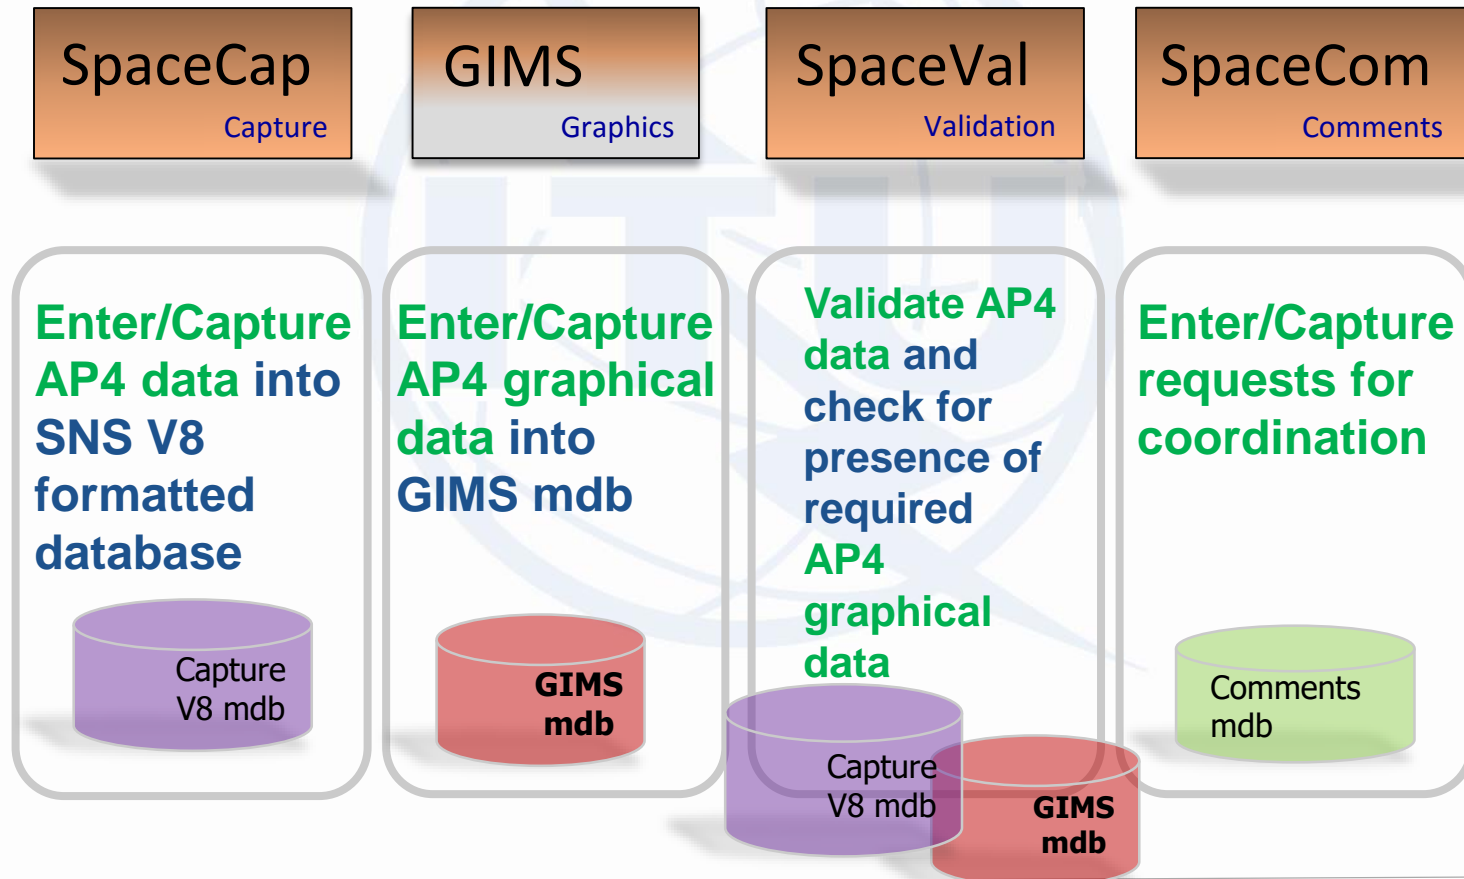 SpaceCap
Capture
GIMS
Graphics
SpaceVal
Validation
SpaceCom
Comments
Enter/Capture
AP4 data into
SNS V8
formatted
database
Capture
V8 mdb
Enter/Capture
AP4 graphical
data into
GIMS mdb
GIMS
mdb
Validate AP4
data and
check for
presence of
required
AP4
graphical
data
Capture
V8 mdb
GIMS
mdb
Enter/Capture
requests for
coordination
Comments
mdb
ITU